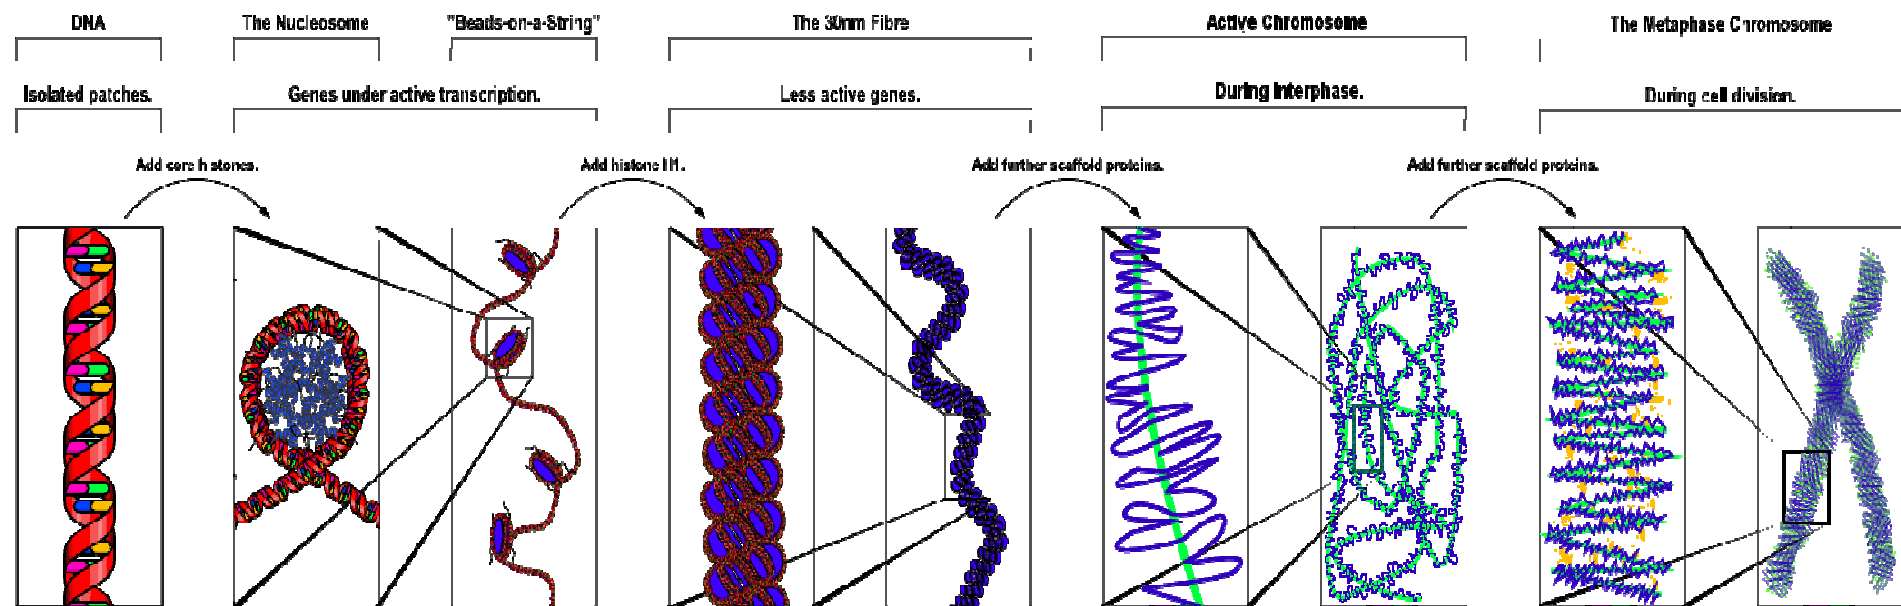 DNA
The Nucleosome
"Beads-on-a-String"
The 30nm Fibre
Active Chromosome
The Metaphase Chromosome
Isolated patches.
Genes under active transcription.
Less active genes.
During interphase.
During cell division.
Add core histones.
Add histone H1.
Add further scaffold proteins.
Add further scaffold proteins.